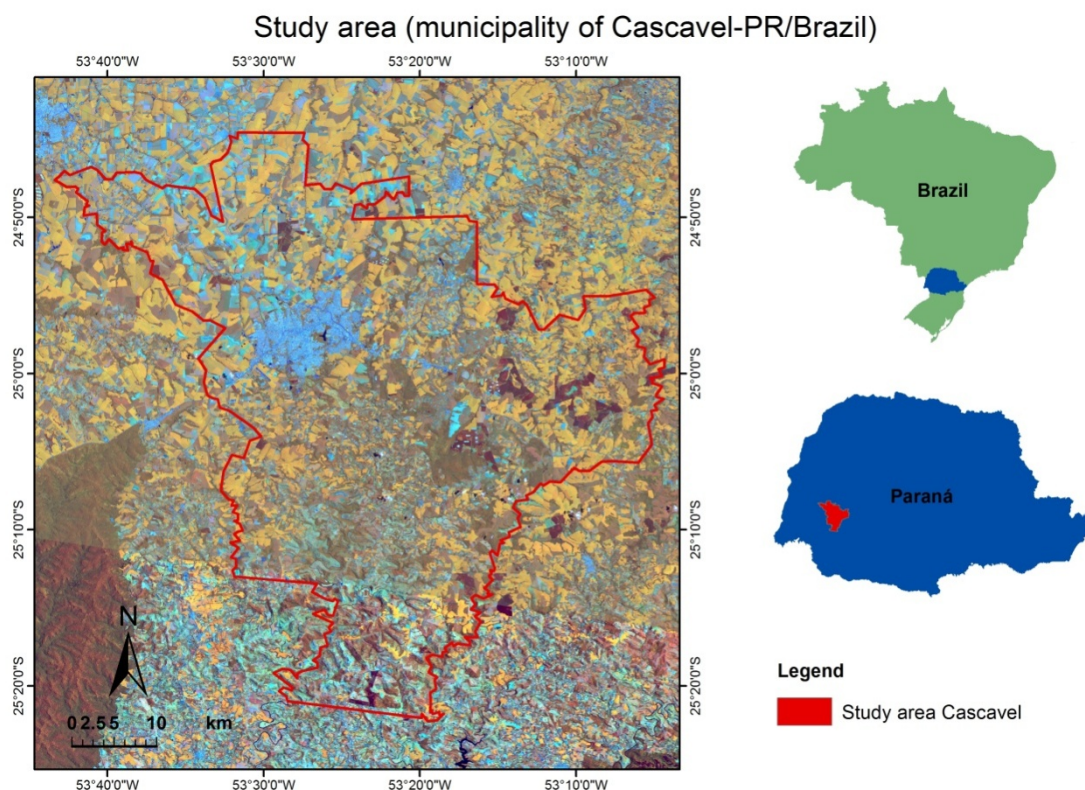 Study area (municipality of Cascavel-PR/Brazil)
53°40'0"W 53°30'0"W 53°20'0"W 53°10'0"W
24°50'0"S 24°50'0"S
25°0'0"S 25°0'0"S
25°10'0"S 25°10'0"S
25°20'0"S 25°20'0"S
N
0 2.5 5 10 km
53°40'0"W 53°30'0"W 53°20'0"W 53°10'0"W
Brazil
Paraná
Legend
Study area Cascavel